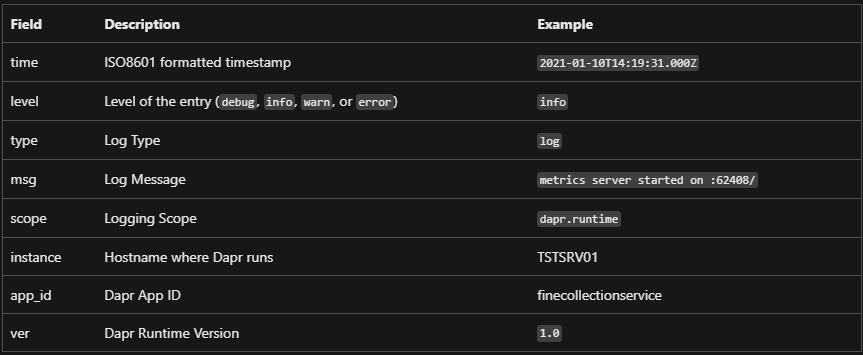 Field Description Example
time ISO8601 formatted timestamp 2021-01-10T14:19:31.000Z
level Level of the entry (debug, info, warn, or error) info
type Log Type log
msg Log Message metrics server started on :62408/
scope Logging Scope dapr.runtime
instance Hostname where Dapr runs TSTSRV01
app_id Dapr App ID finecollectionservice
ver Dapr Runtime Version 1.0